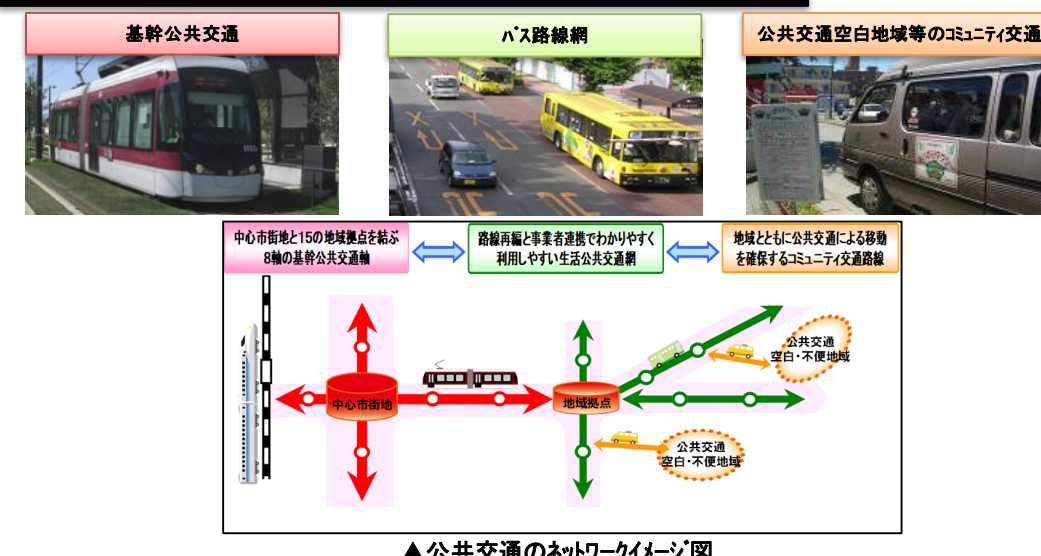 基幹公共交通
バス路線網
公共交通空白地域等のコミュニティ交通
中心市街地と15の地域拠点を結ぶ
8軸の基幹公共交通軸
路線再編と事業者連携でわかりやすく
利用しやすい生活公共交通網
地域とともに公共交通による移動
を確保するコミュニティ交通路線
公共交通
空白・不便地域
中心市街地
地域拠点
公共交通
空白・不便地域
▲公共交通のネットワークイメージ図